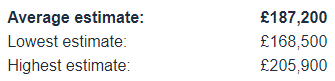 Average estimate: £187,200
Lowest estimate: £168,500
Highest estimate: £205,900